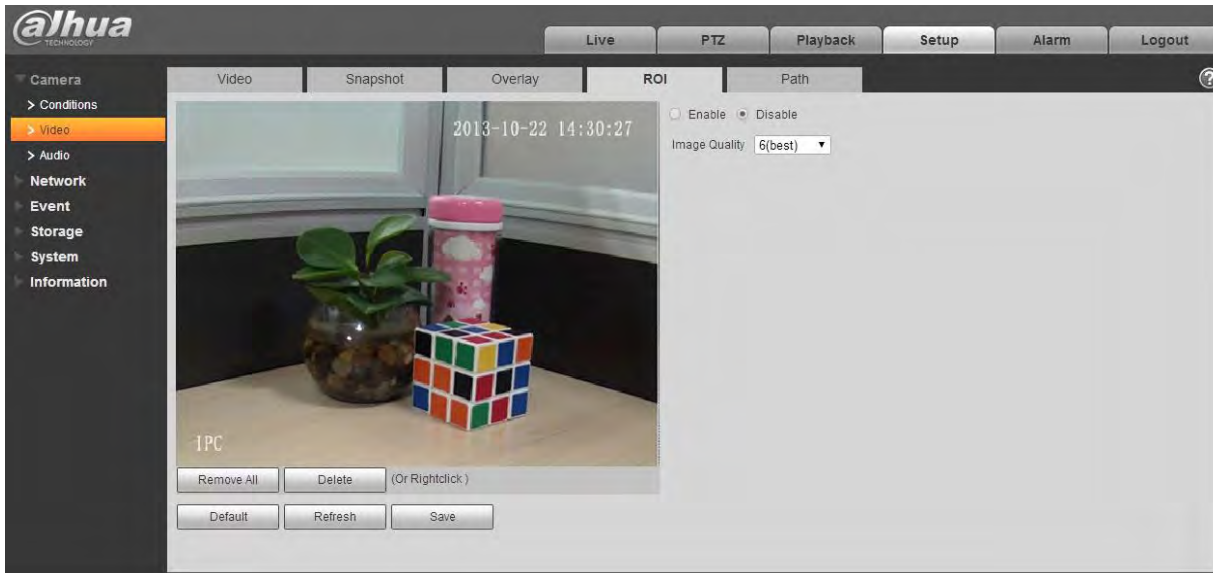 alhua
TECHNOLOGY
Live PTZ Playback Setup Alarm Logout
Camera
> Conditions
> Video
> Audio
Network
Event
Storage
System
Information
Video Snapshot Overlay ROI Path
?
2013-10-22 14:30:27
IPC
Enable Disable
Image Quality 6(best)
Remove All Delete (Or Rightclick )
Default Refresh Save